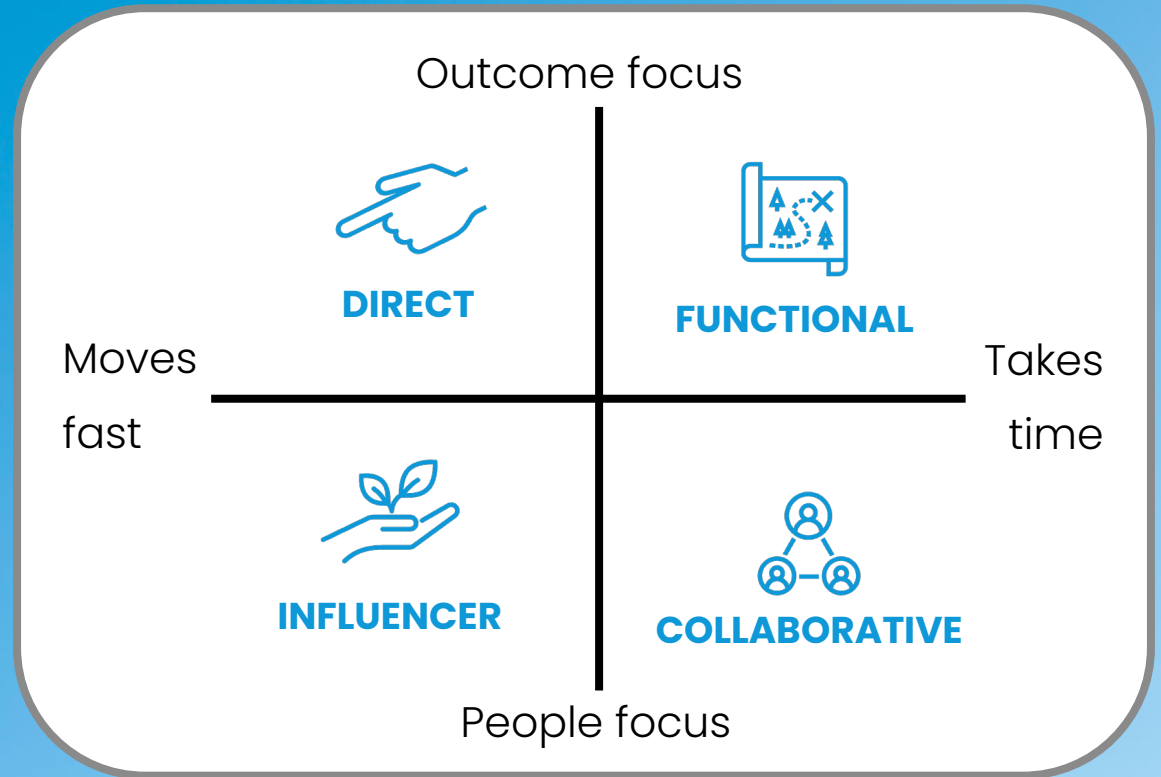 Outcome focus
DIRECT
FUNCTIONAL
Moves
fast
Takes
time
INFLUENCER
COLLABORATIVE
People focus